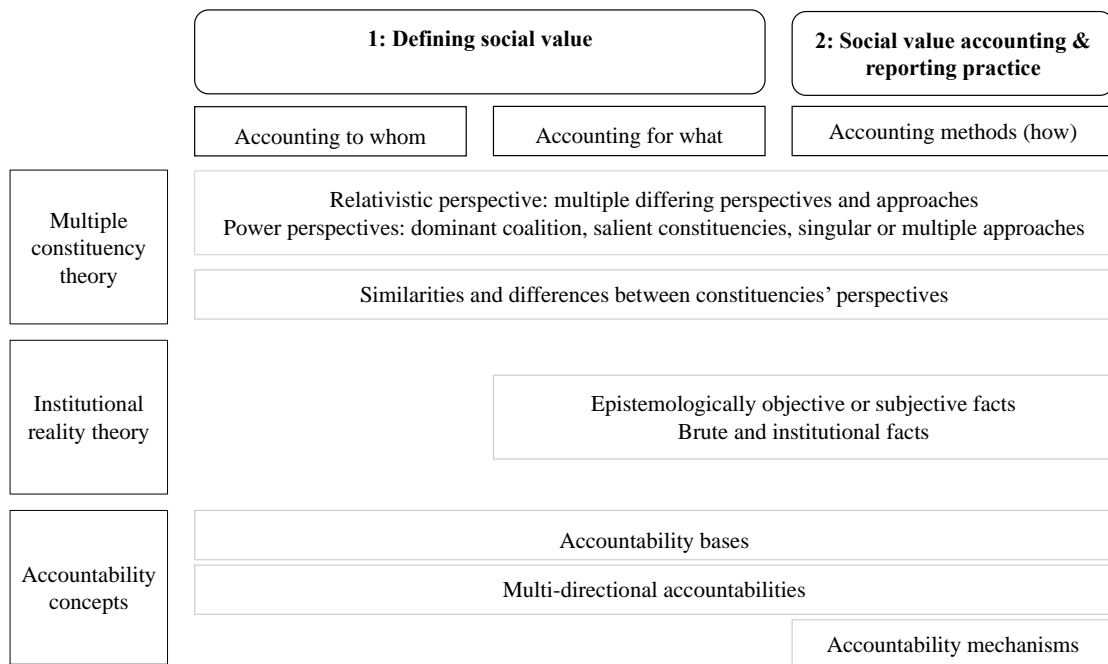 1: Defining social value
2: Social value accounting &
reporting practice
Accounting to whom
Accounting for what
Accounting methods (how)
Multiple
constituency
theory
Relativistic perspective: multiple differing perspectives and approaches
Power perspectives: dominant coalition, salient constituencies, singular or multiple approaches
Similarities and differences between constituencies’ perspectives
Institutional
reality theory
Epistemologically objective or subjective facts
Brute and institutional facts
Accountability
concepts
Accountability bases
Multi-directional accountabilities
Accountability mechanisms